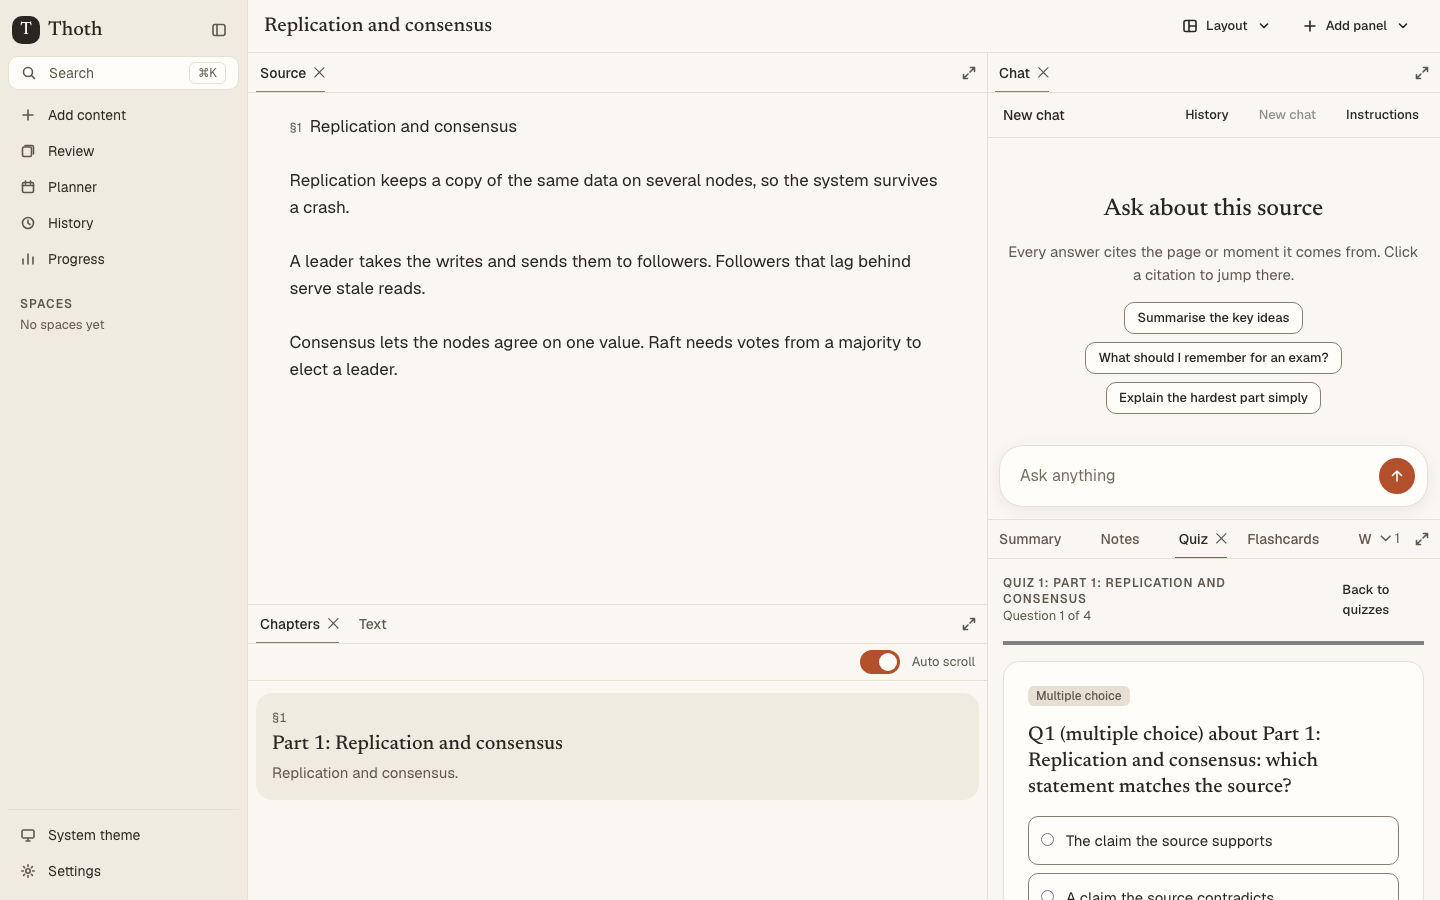 T Thoth
Search ⌘K
Add content
Review
Planner
History
Progress
SPACES
No spaces yet
System theme
Settings
Replication and consensus
Layout
Add panel
Source
§1 Replication and consensus
Replication keeps a copy of the same data on several nodes, so the system survives
a crash.
A leader takes the writes and sends them to followers. Followers that lag behind
serve stale reads.
Consensus lets the nodes agree on one value. Raft needs votes from a majority to
elect a leader.
Chapters Text
Auto scroll
§1
Part 1: Replication and consensus
Replication and consensus.
Chat
New chat History New chat Instructions
Ask about this source
Every answer cites the page or moment it comes from. Click
a citation to jump there.
Summarise the key ideas
What should I remember for an exam?
Explain the hardest part simply
Ask anything
Summary Notes Quiz Flashcards W 1
QUIZ 1: PART 1: REPLICATION AND
CONSENSUS
Question 1 of 4
Back to
quizzes
Multiple choice
Q1 (multiple choice) about Part 1:
Replication and consensus: which
statement matches the source?
The claim the source supports
A claim the source contradicts